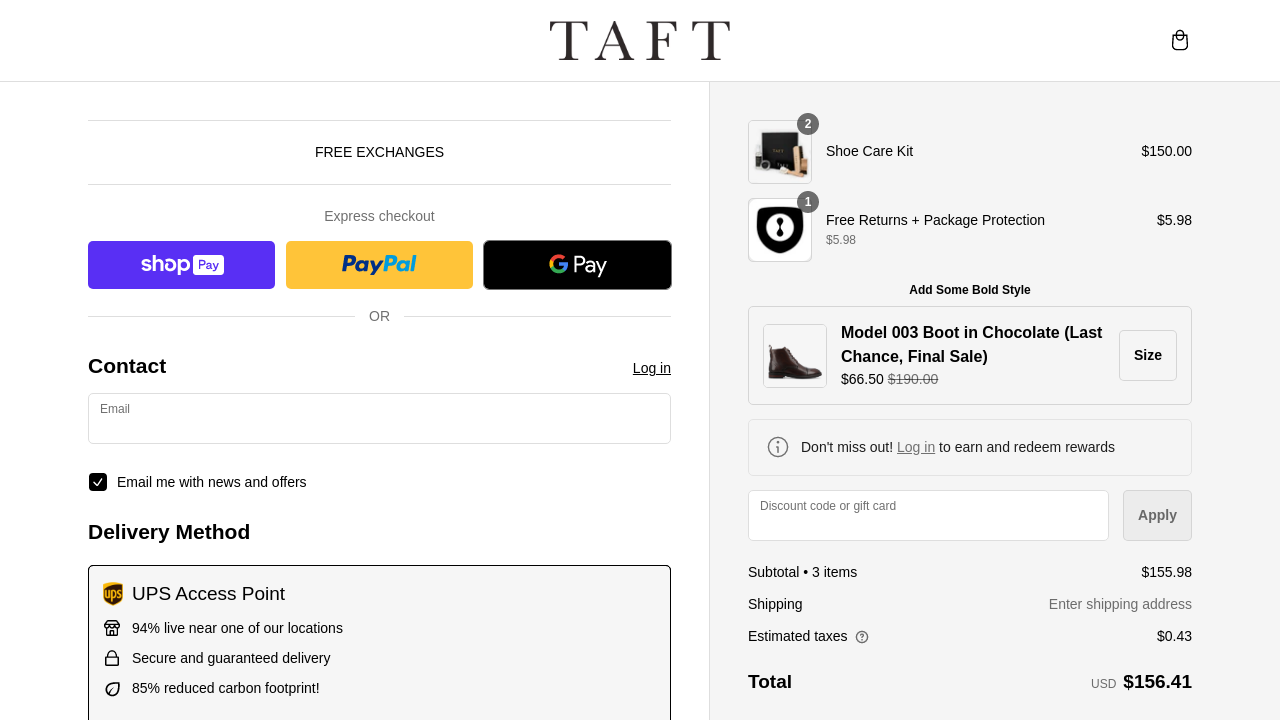 TAFT
FREE EXCHANGES
Express checkout
shop Pay
PayPal
G Pay
OR
Contact
Log in
Email
Email me with news and offers
Delivery Method
ups
UPS Access Point
94% live near one of our locations
Secure and guaranteed delivery
85% reduced carbon footprint!
TAFT
2
Shoe Care Kit
$150.00
1
Free Returns + Package Protection
$5.98
$5.98
Add Some Bold Style
Model 003 Boot in Chocolate (Last
Chance, Final Sale)
$66.50 $190.00
Size
Don't miss out! Log in to earn and redeem rewards
Discount code or gift card
Apply
Subtotal • 3 items
$155.98
Shipping
Enter shipping address
Estimated taxes
$0.43
Total
USD $156.41